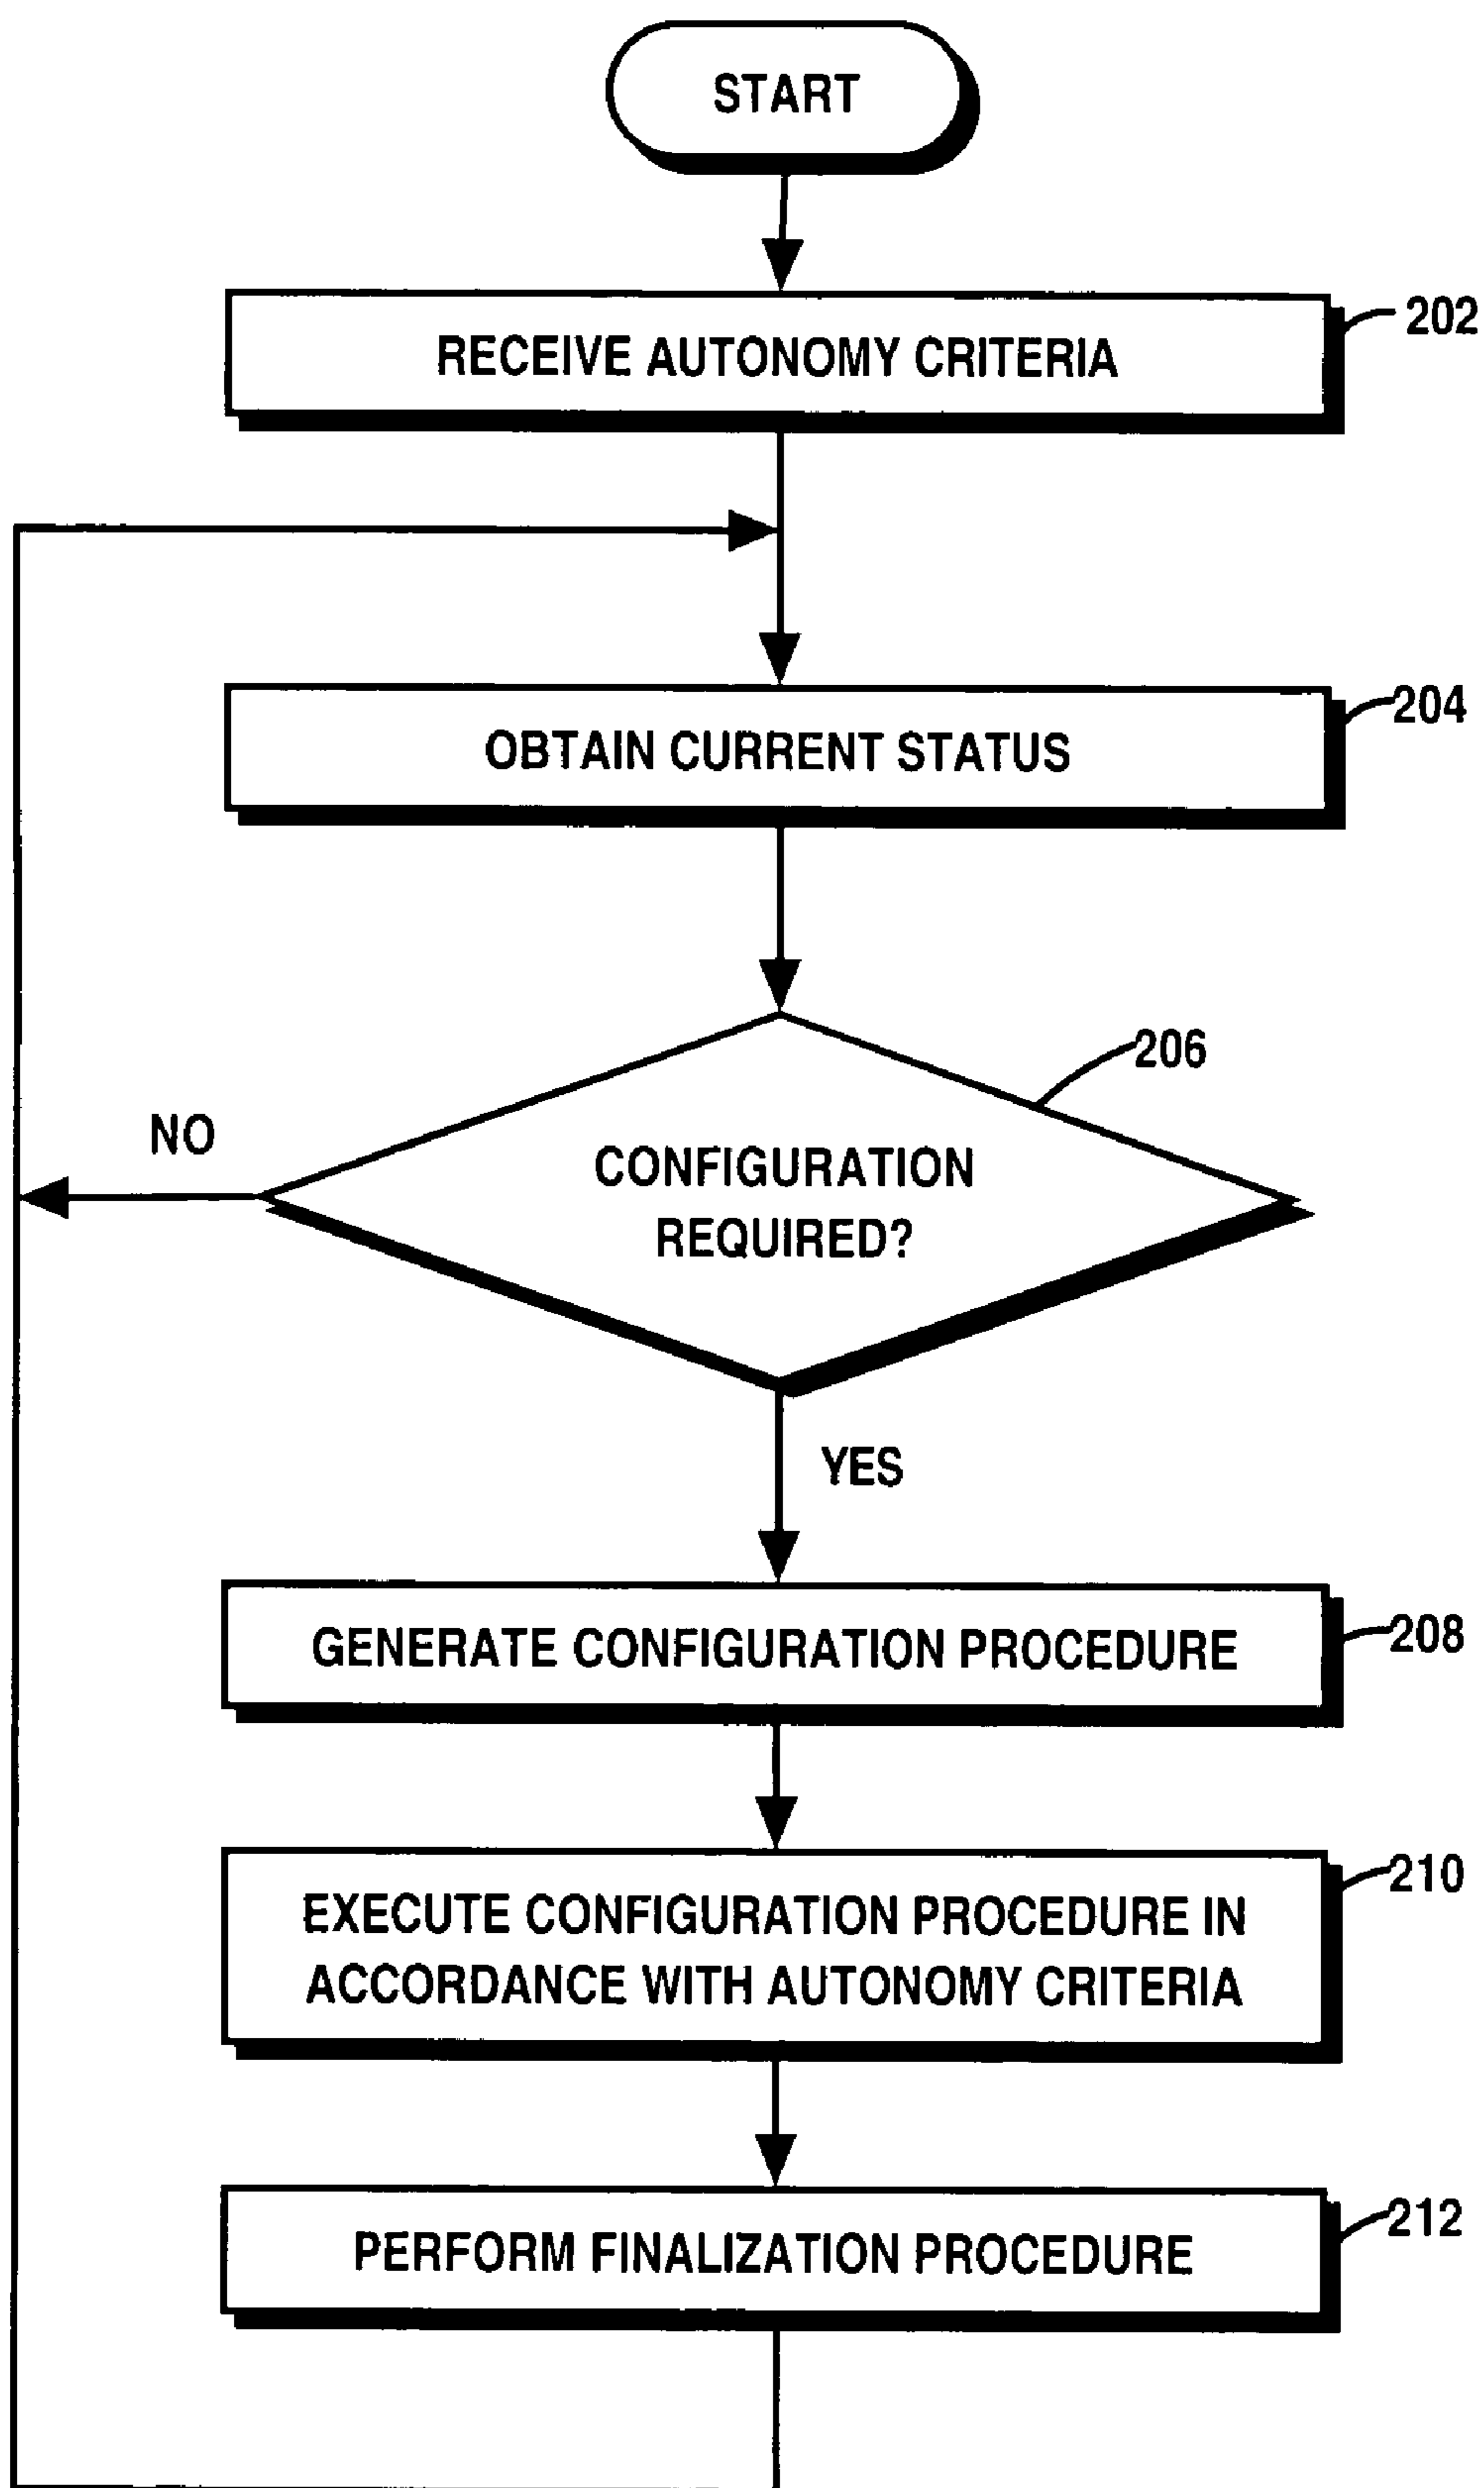 START
RECEIVE AUTONOMY CRITERIA
202
OBTAIN CURRENT STATUS
204
206
NO
CONFIGURATION
REQUIRED?
YES
GENERATE CONFIGURATION PROCEDURE
208
EXECUTE CONFIGURATION PROCEDURE IN
ACCORDANCE WITH AUTONOMY CRITERIA
210
PERFORM FINALIZATION PROCEDURE
212